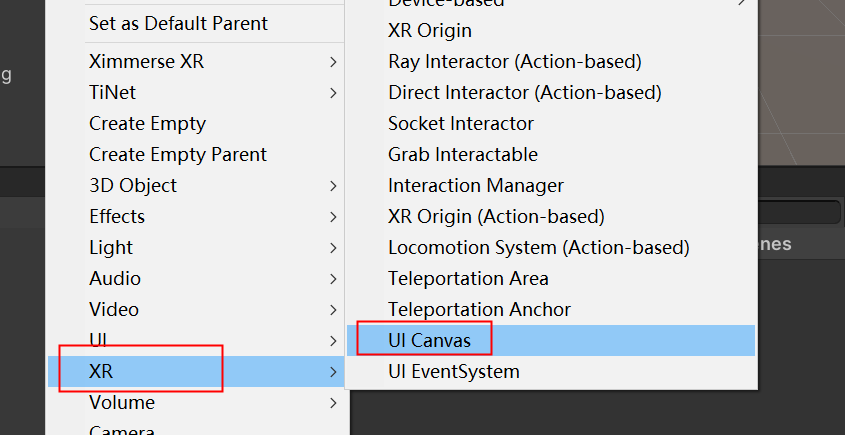 Set as Default Parent
Ximmerse XR
TiNet
Create Empty
Create Empty Parent
3D Object
Effects
Light
Audio
Video
UI
XR
Volume
Camera
Device-based
XR Origin
Ray Interactor (Action-based)
Direct Interactor (Action-based)
Socket Interactor
Grab Interactable
Interaction Manager
XR Origin (Action-based)
Locomotion System (Action-based)
Teleportation Area
Teleportation Anchor
UI Canvas
UI EventSystem